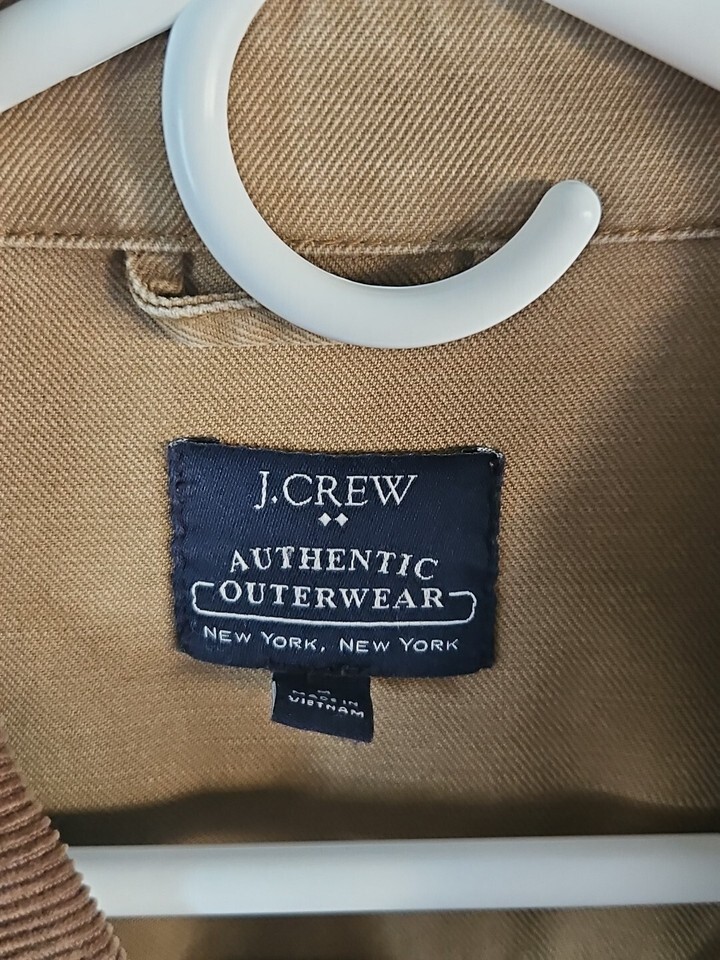 J.CREW
AUTHENTIC
OUTERWEAR
NEW YORK, NEW YORK
M
MADE IN
VIETNAM